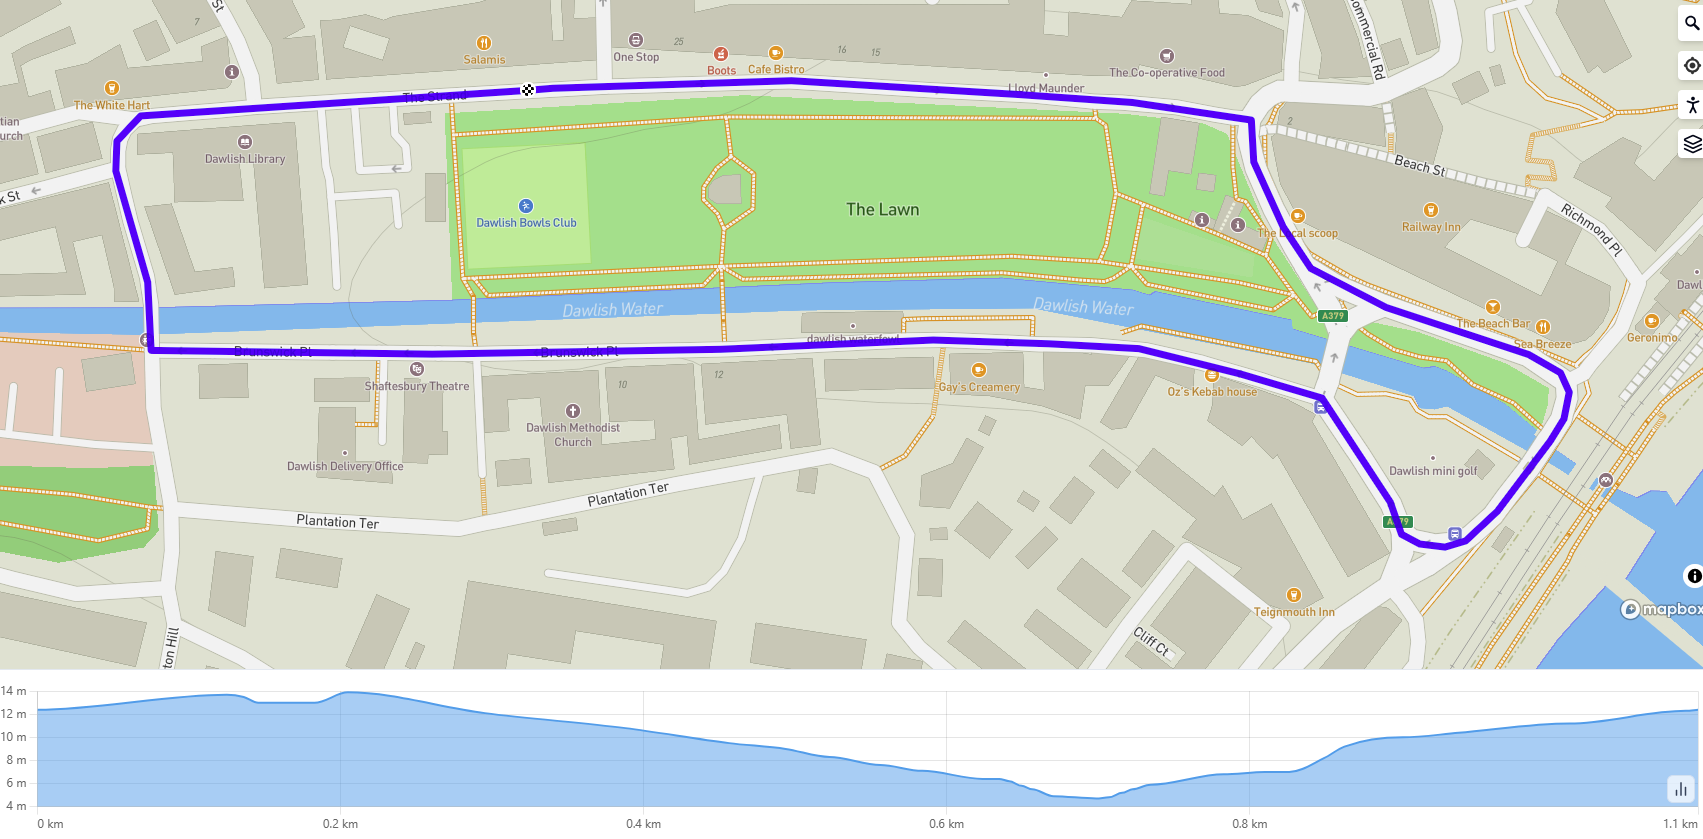 St
7
Salamis
25
One Stop
Boots
Cafe Bistro
16
15
The Co-operative Food
Commercial Rd
The White Hart
The Strand
Lloyd Maunder
2
Dawlish Library
Beach St
k St
Dawlish Bowls Club
The Lawn
Railway Inn
Richmond Pl
The Local scoop
Dawlish Water
Dawlish Water
A379
The Beach Bar
Sea Breeze
Geronimo
Dawl
Brunswick Pl
Brunswick Pl
dawlish waterfowl
Shaftesbury Theatre
10
12
Gay's Creamery
Oz's Kebab house
Dawlish Methodist
Church
Dawlish Delivery Office
Dawlish mini golf
Plantation Ter
Plantation Ter
A379
Teignmouth Inn
Cliff Ct
ton Hill
mapbox
14 m
12 m
10 m
8 m
6 m
4 m
0 km
0.2 km
0.4 km
0.6 km
0.8 km
1.1 km